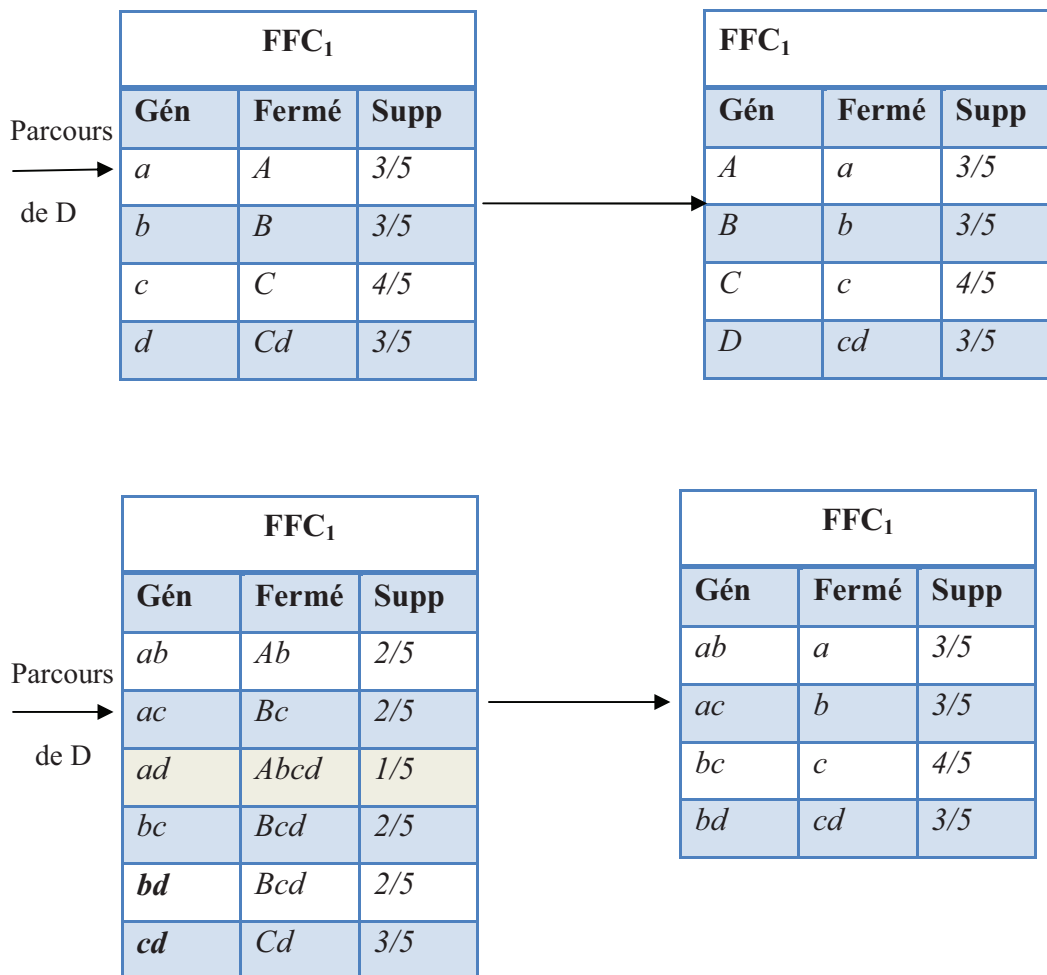 FFC1
Gén Fermé Supp
a A 3/5
b B 3/5
c C 4/5
d Cd 3/5
Parcours
de D
FFC1
Gén Fermé Supp
A a 3/5
B b 3/5
C c 4/5
D cd 3/5
FFC1
Gén Fermé Supp
ab Ab 2/5
ac Bc 2/5
ad Abcd 1/5
bc Bcd 2/5
bd Bcd 2/5
cd Cd 3/5
Parcours
de D
FFC1
Gén Fermé Supp
ab a 3/5
ac b 3/5
bc c 4/5
bd cd 3/5